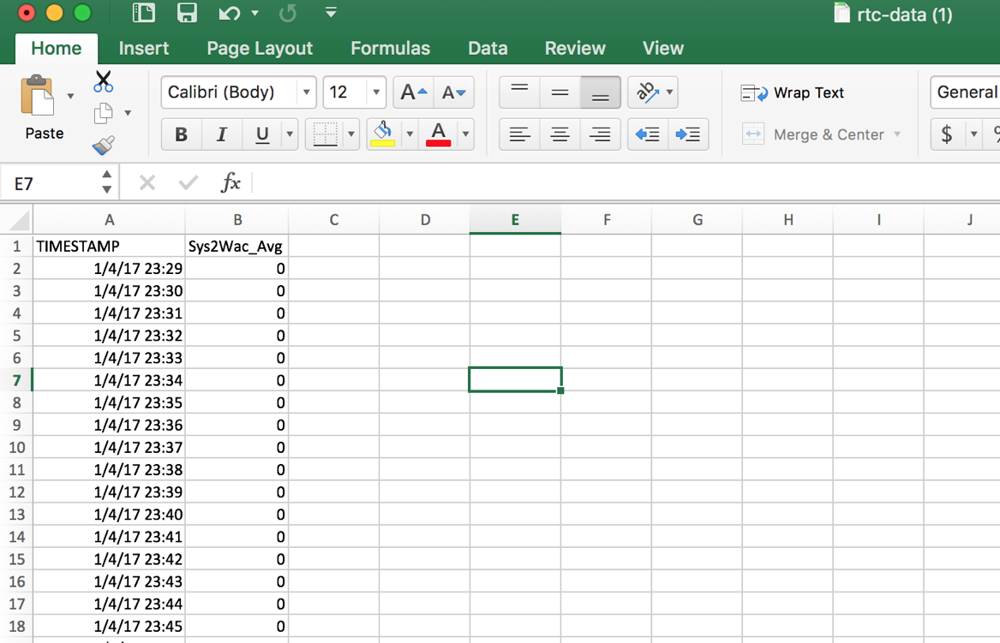 rtc-data (1)
Home Insert Page Layout Formulas Data Review View
Paste
Calibri (Body) 12 A A
Wrap Text
General
B I U A
Merge & Center
$ %
E7 fx
A B C D E F G H I J
1 TIMESTAMP Sys2Wac_Avg
2 1/4/17 23:29 0
3 1/4/17 23:30 0
4 1/4/17 23:31 0
5 1/4/17 23:32 0
6 1/4/17 23:33 0
7 1/4/17 23:34 0
8 1/4/17 23:35 0
9 1/4/17 23:36 0
10 1/4/17 23:37 0
11 1/4/17 23:38 0
12 1/4/17 23:39 0
13 1/4/17 23:40 0
14 1/4/17 23:41 0
15 1/4/17 23:42 0
16 1/4/17 23:43 0
17 1/4/17 23:44 0
18 1/4/17 23:45 0